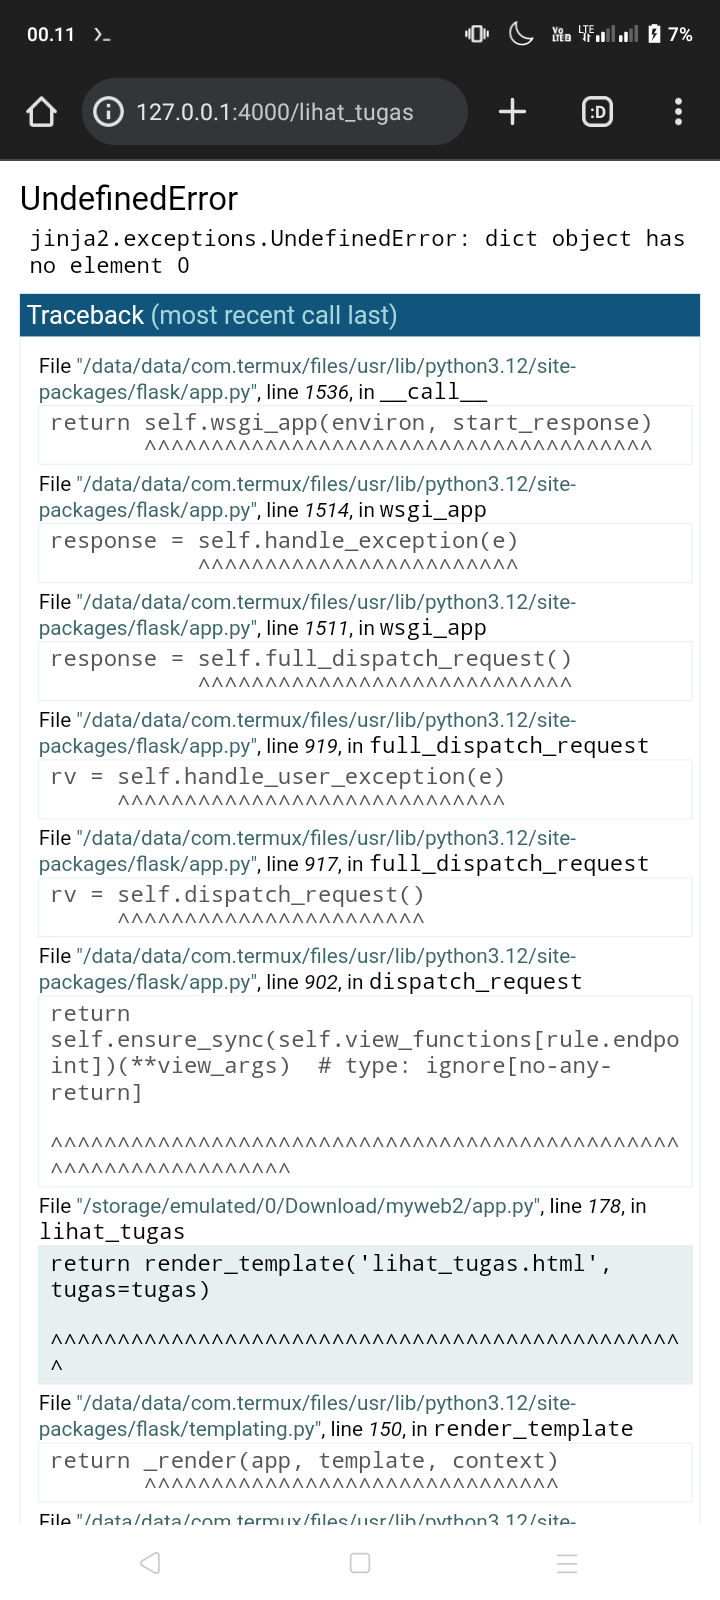 00.11 >_ Vo LTE LTE 7%
127.0.0.1:4000/lihat_tugas :D
UndefinedError
jinja2.exceptions.UndefinedError: dict object has
no element 0
Traceback (most recent call last)
File "/data/data/com.termux/files/usr/lib/python3.12/site-
packages/flask/app.py", line 1536, in __call__
return self.wsgi_app(environ, start_response)
^^^^^^^^^^^^^^^^^^^^^^^^^^^^^^^^^^^^^^
File "/data/data/com.termux/files/usr/lib/python3.12/site-
packages/flask/app.py", line 1514, in wsgi_app
response = self.handle_exception(e)
^^^^^^^^^^^^^^^^^^^^^^^^
File "/data/data/com.termux/files/usr/lib/python3.12/site-
packages/flask/app.py", line 1511, in wsgi_app
response = self.full_dispatch_request()
^^^^^^^^^^^^^^^^^^^^^^^^^^^^
File "/data/data/com.termux/files/usr/lib/python3.12/site-
packages/flask/app.py", line 919, in full_dispatch_request
rv = self.handle_user_exception(e)
^^^^^^^^^^^^^^^^^^^^^^^^^^^^^
File "/data/data/com.termux/files/usr/lib/python3.12/site-
packages/flask/app.py", line 917, in full_dispatch_request
rv = self.dispatch_request()
^^^^^^^^^^^^^^^^^^^^^^^
File "/data/data/com.termux/files/usr/lib/python3.12/site-
packages/flask/app.py", line 902, in dispatch_request
return
self.ensure_sync(self.view_functions[rule.endpo
int])(**view_args)  # type: ignore[no-any-
return]
^^^^^^^^^^^^^^^^^^^^^^^^^^^^^^^^^^^^^^^^^^^^^^^
^^^^^^^^^^^^^^^^^^
File "/storage/emulated/0/Download/myweb2/app.py", line 178, in
lihat_tugas
return render_template('lihat_tugas.html',
tugas=tugas)
^^^^^^^^^^^^^^^^^^^^^^^^^^^^^^^^^^^^^^^^^^^^^^^
^
File "/data/data/com.termux/files/usr/lib/python3.12/site-
packages/flask/templating.py", line 150, in render_template
return _render(app, template, context)
^^^^^^^^^^^^^^^^^^^^^^^^^^^^^^^
File "/data/data/com.termux/files/usr/lib/python3.12/site-